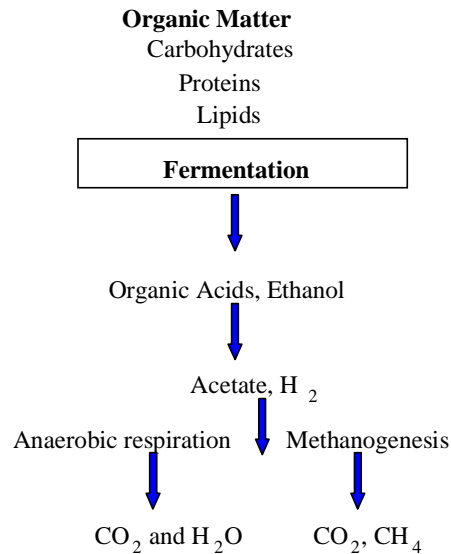 Organic Matter
Carbohydrates
Proteins
Lipids
Fermentation
Organic Acids, Ethanol
Acetate, H₂
Anaerobic respiration Methanogenesis
CO₂ and H₂O CO₂, CH₄